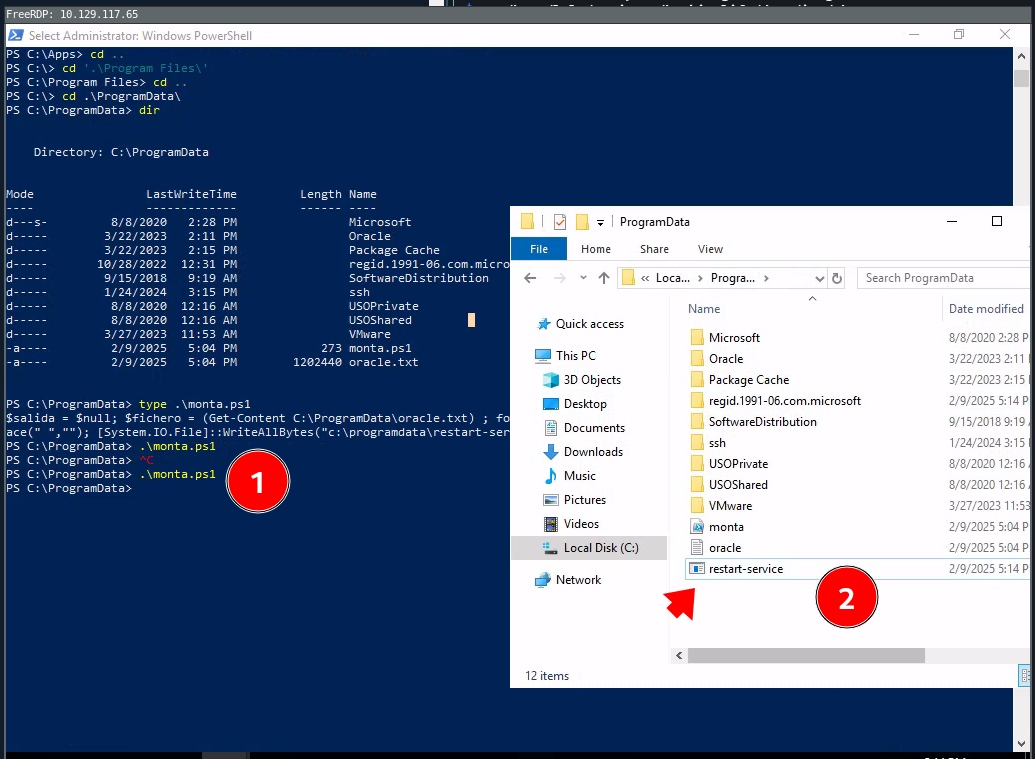 FreeRDP: 10.129.117.65
Select Administrator: Windows PowerShell
PS C:\Apps> cd ..
PS C:\> cd '.\Program Files\'
PS C:\Program Files> cd ..
PS C:\> cd .\ProgramData\
PS C:\ProgramData> dir
Directory: C:\ProgramData
Mode LastWriteTime Length Name
---- ------------- ------ ----
d---s- 8/8/2020 2:28 PM Microsoft
d----- 3/22/2023 2:11 PM Oracle
d----- 3/22/2023 2:15 PM Package Cache
d----- 10/28/2022 12:31 PM regid.1991-06.com.micro
d----- 9/15/2018 9:19 AM SoftwareDistribution
d----- 1/24/2024 3:15 PM ssh
d----- 8/8/2020 12:16 AM USOPrivate
d----- 8/8/2020 12:16 AM USOShared
d----- 3/27/2023 11:53 AM VMware
-a---- 2/9/2025 5:04 PM 273 monta.ps1
-a---- 2/9/2025 5:04 PM 1202440 oracle.txt
PS C:\ProgramData> type .\monta.ps1
$salida = $null; $fichero = (Get-Content C:\ProgramData\oracle.txt) ; fo
ace(" ",""); [System.IO.File]::WriteAllBytes("c:\programdata\restart-ser
PS C:\ProgramData> .\monta.ps1
PS C:\ProgramData> ^C
PS C:\ProgramData> .\monta.ps1
PS C:\ProgramData>
1
ProgramData
File Home Share View
« Loca... > Progra... >
Search ProgramData
Quick access
This PC
3D Objects
Desktop
Documents
Downloads
Music
Pictures
Videos
Local Disk (C:)
Network
Name Date modified
Microsoft 8/8/2020 2:28 P
Oracle 3/22/2023 2:11
Package Cache 3/22/2023 2:15
regid.1991-06.com.microsoft 2/9/2025 5:14 P
SoftwareDistribution 9/15/2018 9:19
ssh 1/24/2024 3:15
USOPrivate 8/8/2020 12:16
USOShared 8/8/2020 12:16
VMware 3/27/2023 11:53
monta 2/9/2025 5:04 P
oracle 2/9/2025 5:04 P
restart-service 2/9/2025 5:14 P
2
12 items